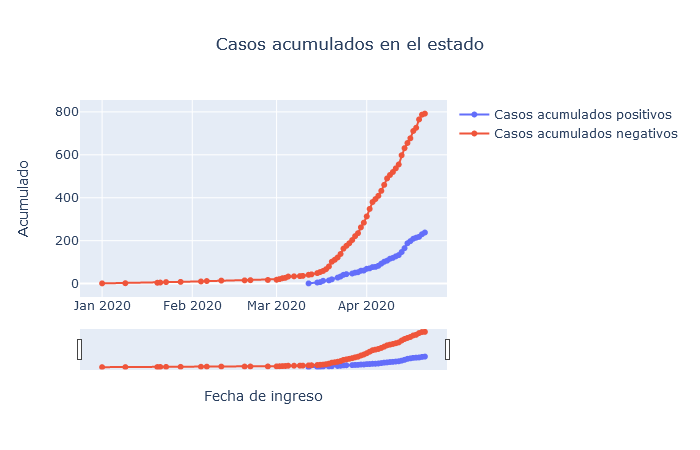 Casos acumulados en el estado
Casos acumulados positivos
Casos acumulados negativos
Acumulado
800
600
400
200
0
Jan 2020 Feb 2020 Mar 2020 Apr 2020
Fecha de ingreso